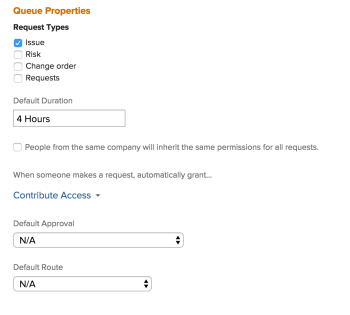 Queue Properties
Request Types
Issue
Risk
Change order
Requests
Default Duration
4 Hours
People from the same company will inherit the same permissions for all requests.
When someone makes a request, automatically grant...
Contribute Access
Default Approval
N/A
Default Route
N/A